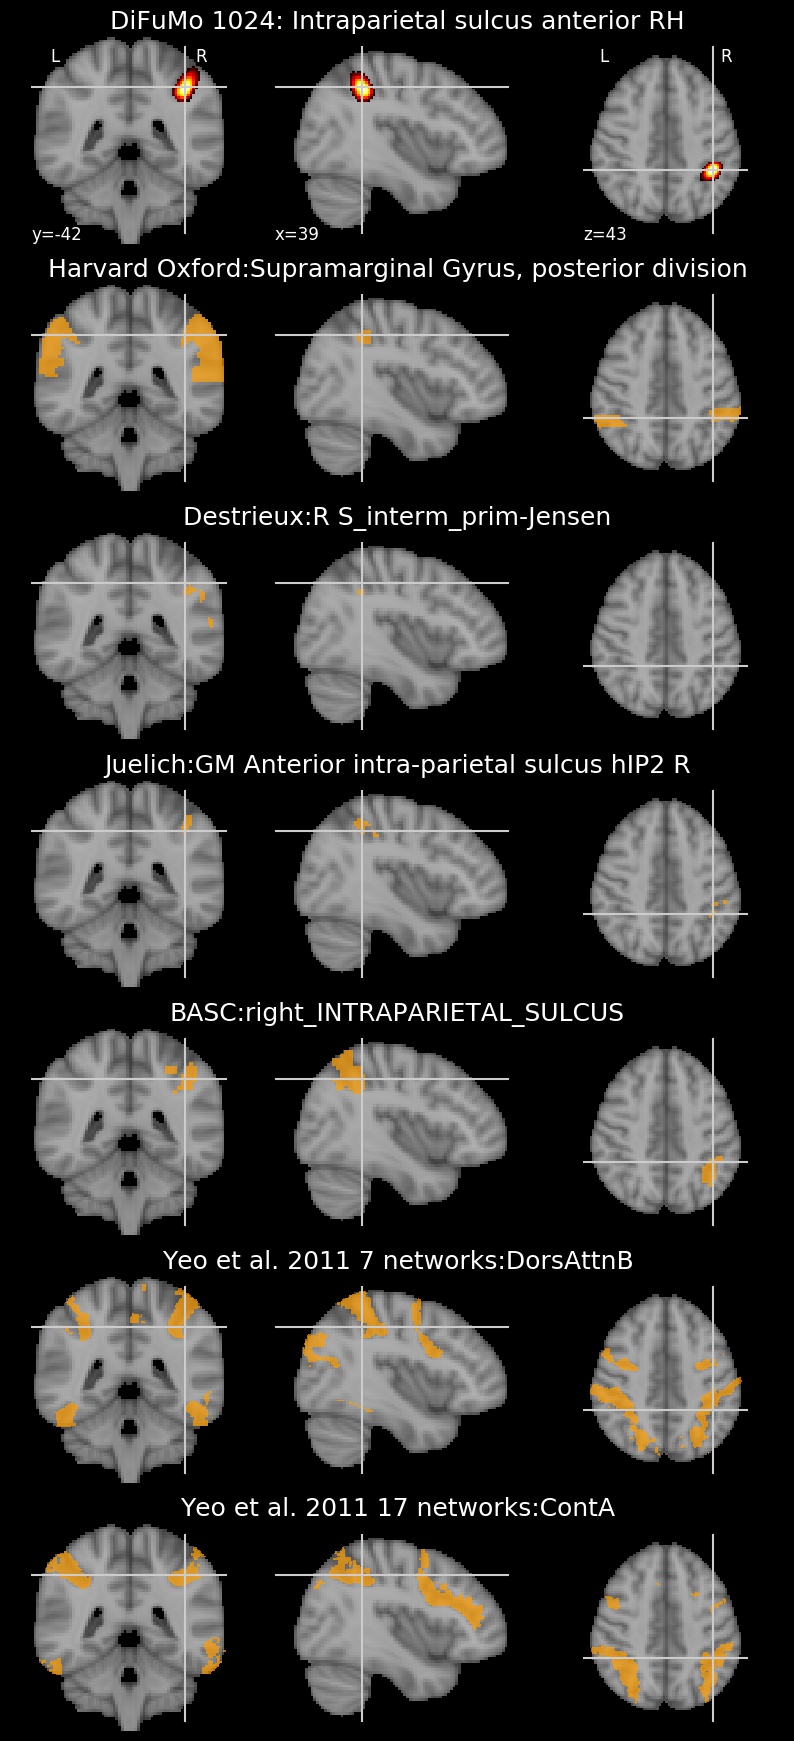 DiFuMo 1024: Intraparietal sulcus anterior RH
L R L R
y=-42 x=39 z=43
Harvard Oxford:Supramarginal Gyrus, posterior division
Destrieux:R S_interm_prim-Jensen
Juelich:GM Anterior intra-parietal sulcus hIP2 R
BASC:right_INTRAPARIETAL_SULCUS
Yeo et al. 2011 7 networks:DorsAttnB
Yeo et al. 2011 17 networks:ContA